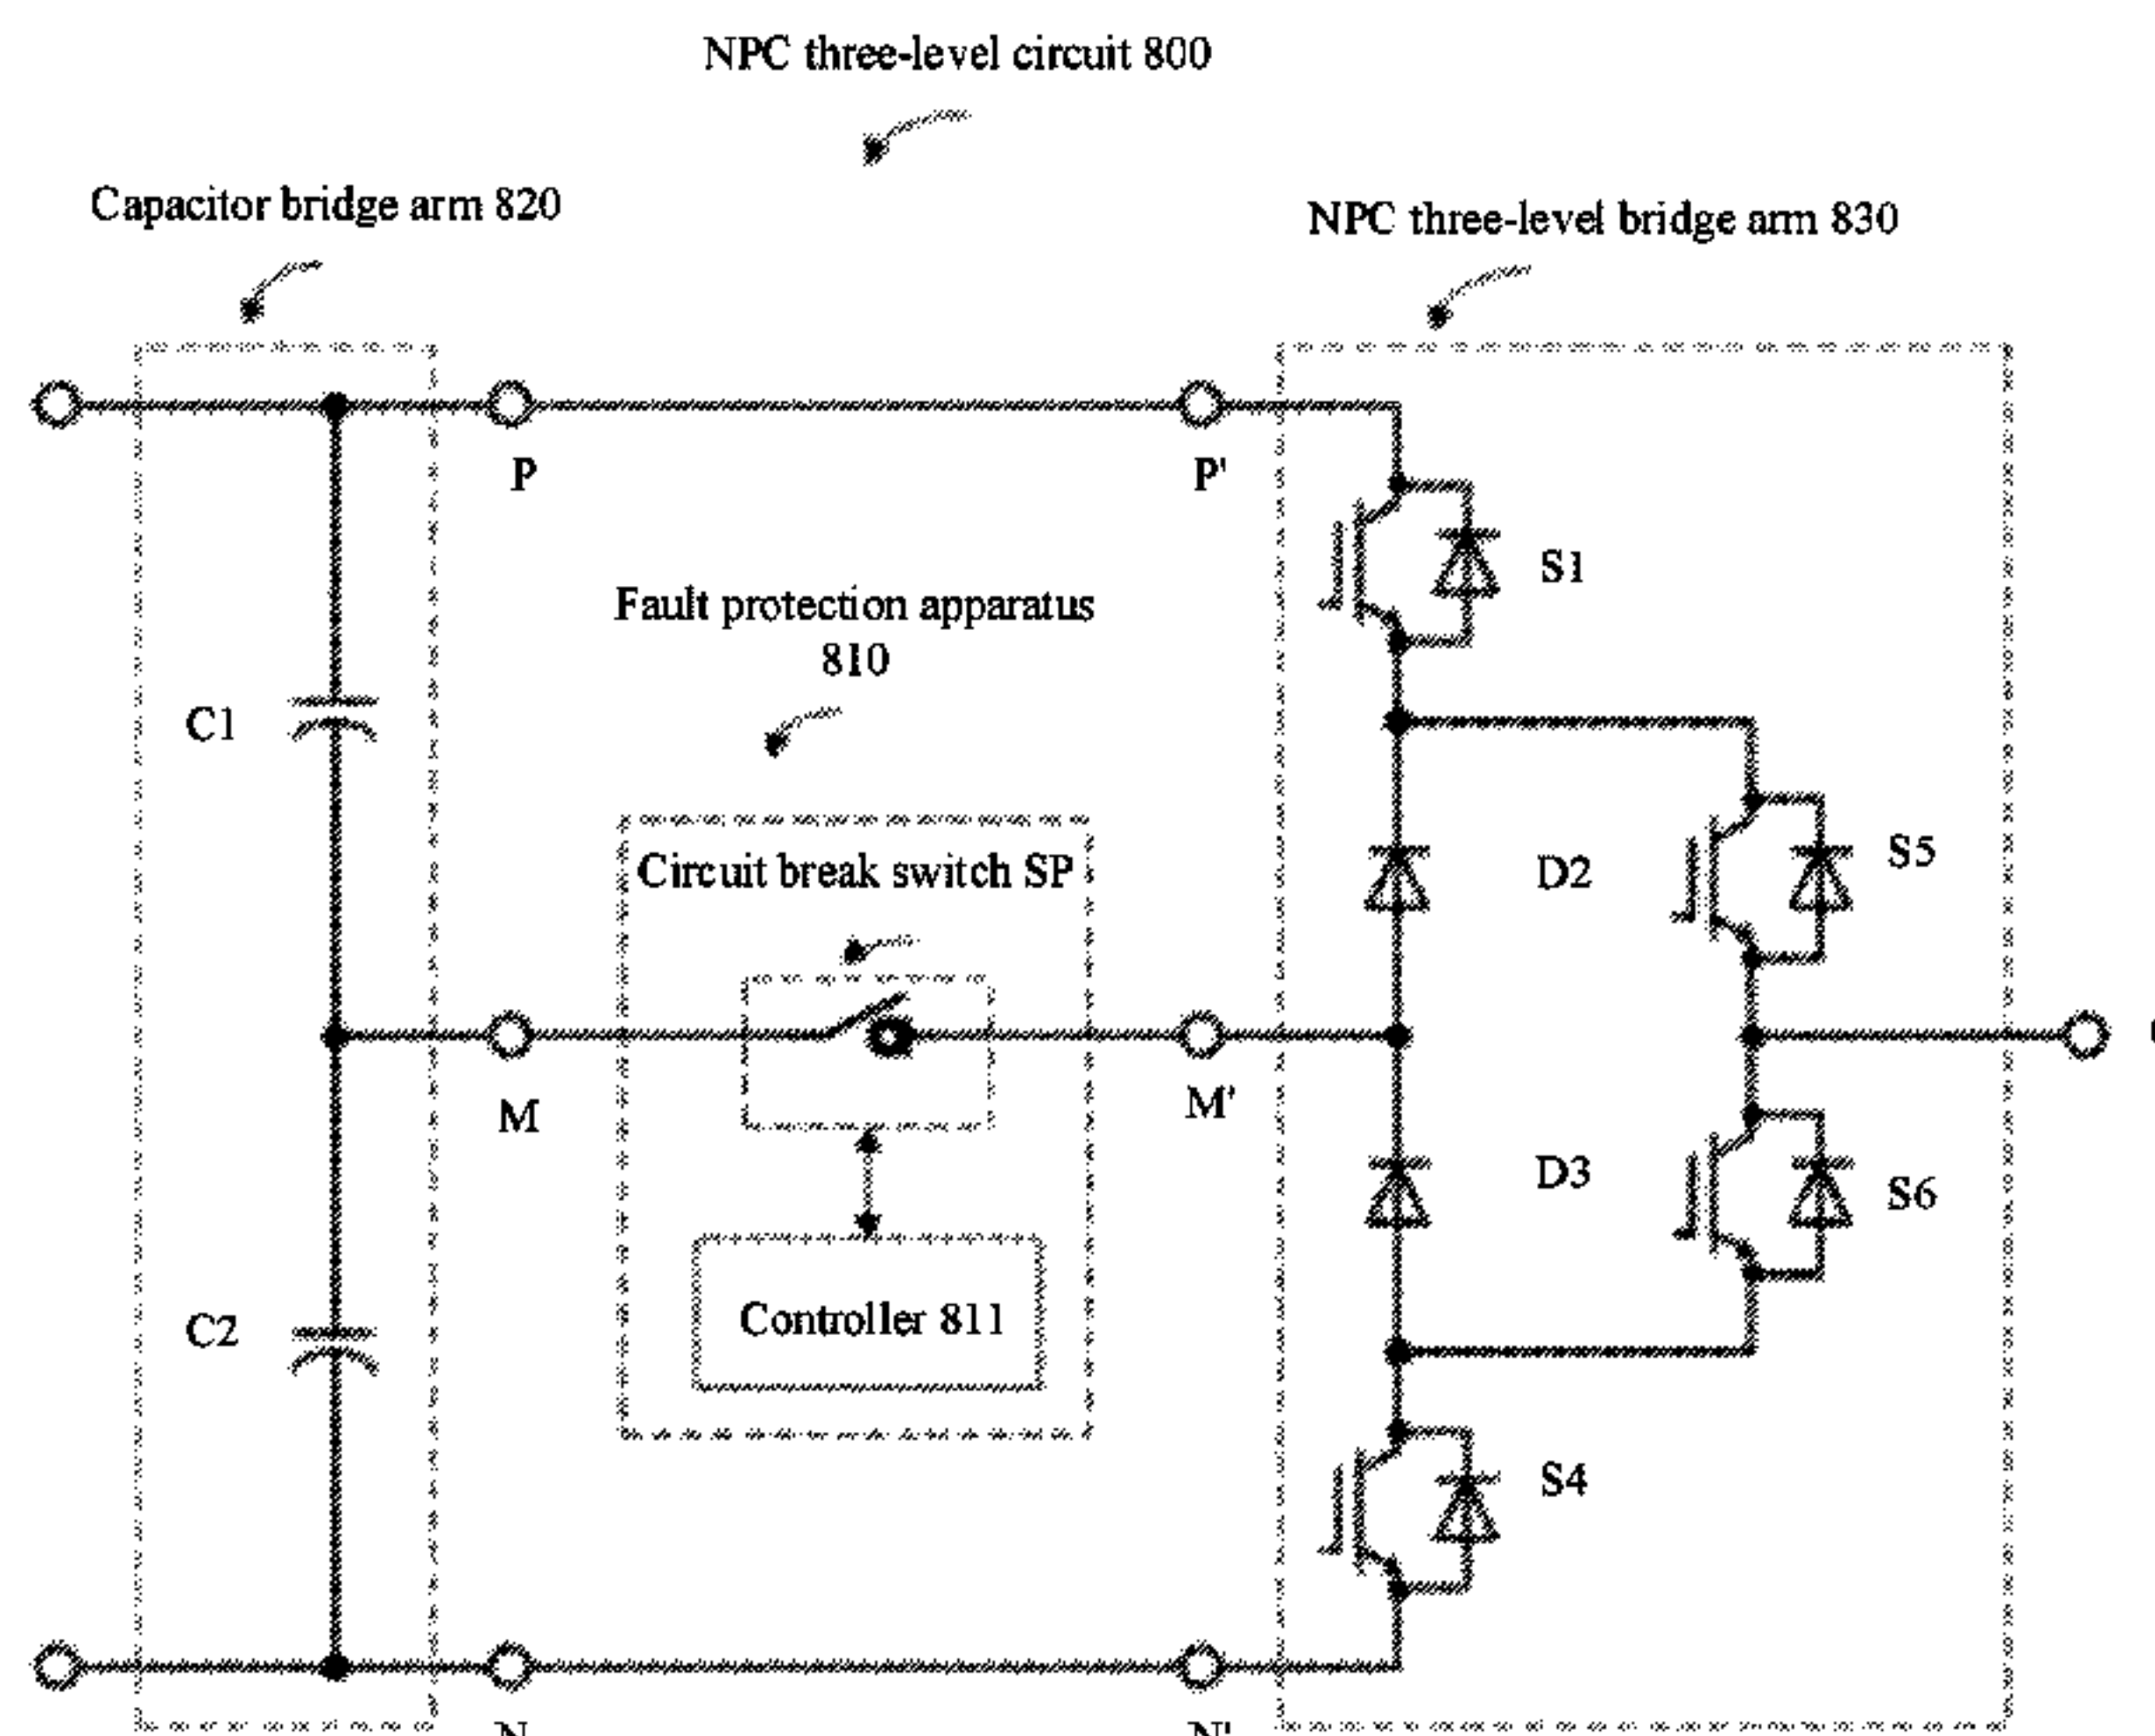 NPC three-level circuit 800
Capacitor bridge arm 820
NPC three-level bridge arm 830
P
P'
S1
Fault protection apparatus
810
C1
Circuit break switch SP
D2
S5
M
M'
D3
S6
C2
Controller 811
S4
N
N'